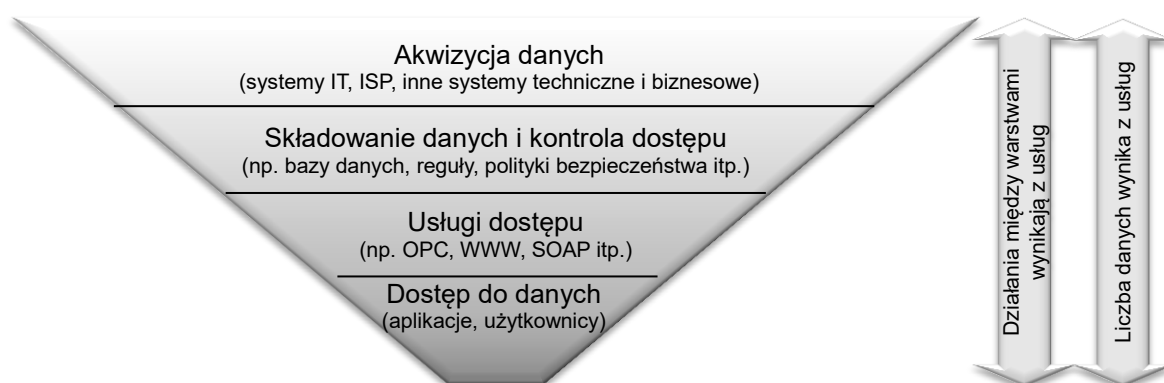 Akwizycja danych
(systemy IT, ISP, inne systemy techniczne i biznesowe)
Składowanie danych i kontrola dostępu
(np. bazy danych, reguły, polityki bezpieczeństwa itp.)
Usługi dostępu
(np. OPC, WWW, SOAP itp.)
Dostęp do danych
(aplikacje, użytkownicy)
Działania między warstwami
wynikają z usług
Liczba danych wynika z usług